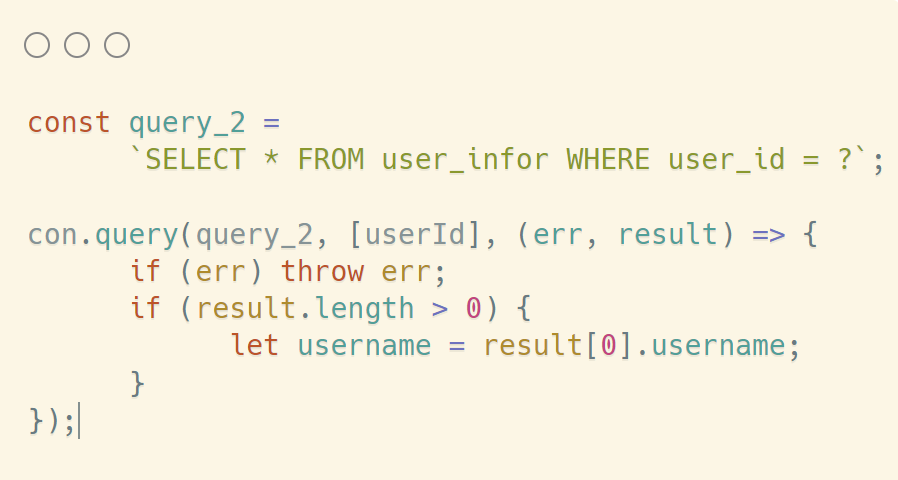 const query_2 =
`SELECT * FROM user_infor WHERE user_id = ?`;
con.query(query_2, [userId], (err, result) => {
if (err) throw err;
if (result.length > 0) {
let username = result[0].username;
}
});